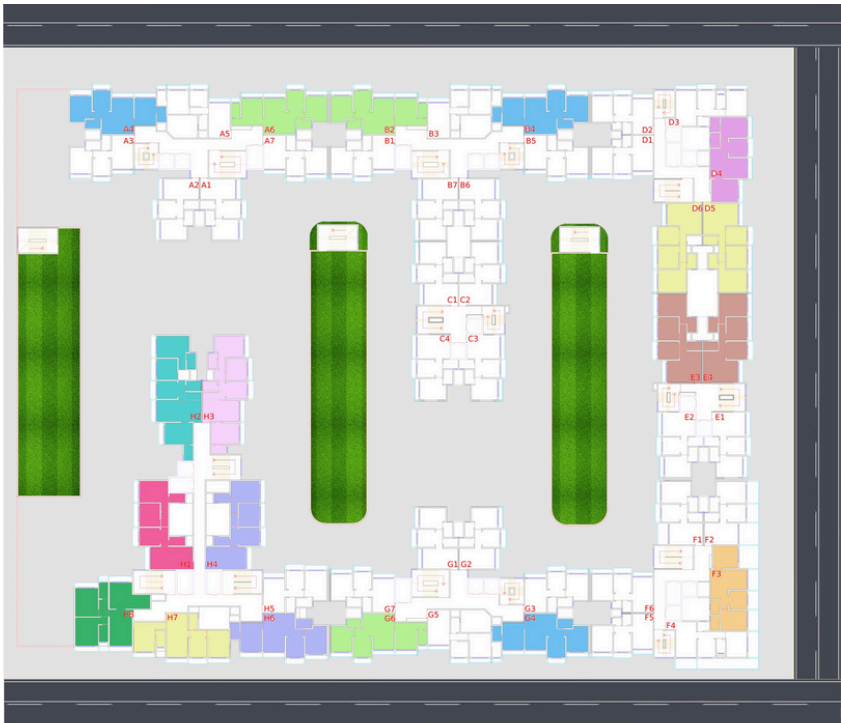 D3
A4 A6 B2 B4 D2
A5 B3
A3 A7 B1 B5 D1
D4
A2 A1 B7 B6
D6 D5
C1 C2
C4 C3
E3 E4
H2 H3 E2 E1
F1 F2
H1 H4 G1 G2
F3
H5 G7 G3 F6
H8 H7 H6 G6 G5 G4 F5
F4